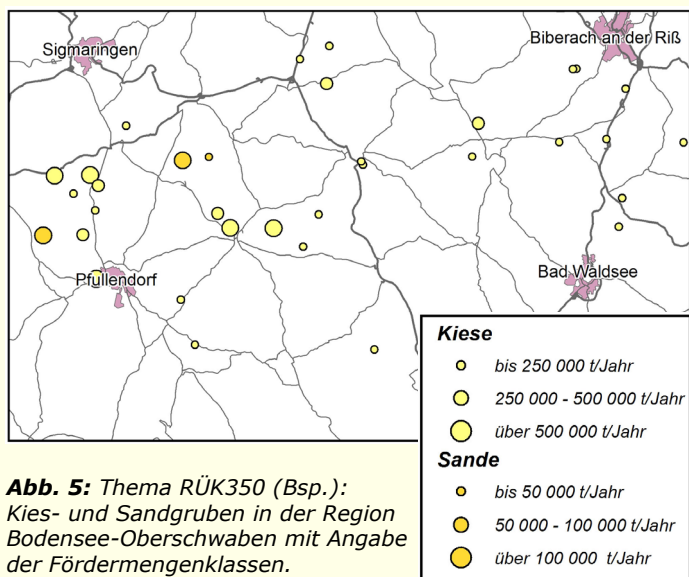 Sigmaringen
Biberach an der Riß
Pfullendorf
Bad Waldsee
Kiese
bis 250 000 t/Jahr
250 000 - 500 000 t/Jahr
über 500 000 t/Jahr
Sande
bis 50 000 t/Jahr
50 000 - 100 000 t/Jahr
über 100 000 t/Jahr
Abb. 5: Thema RÜK350 (Bsp.):
Kies- und Sandgruben in der Region
Bodensee-Oberschwaben mit Angabe
der Fördermengenklassen.